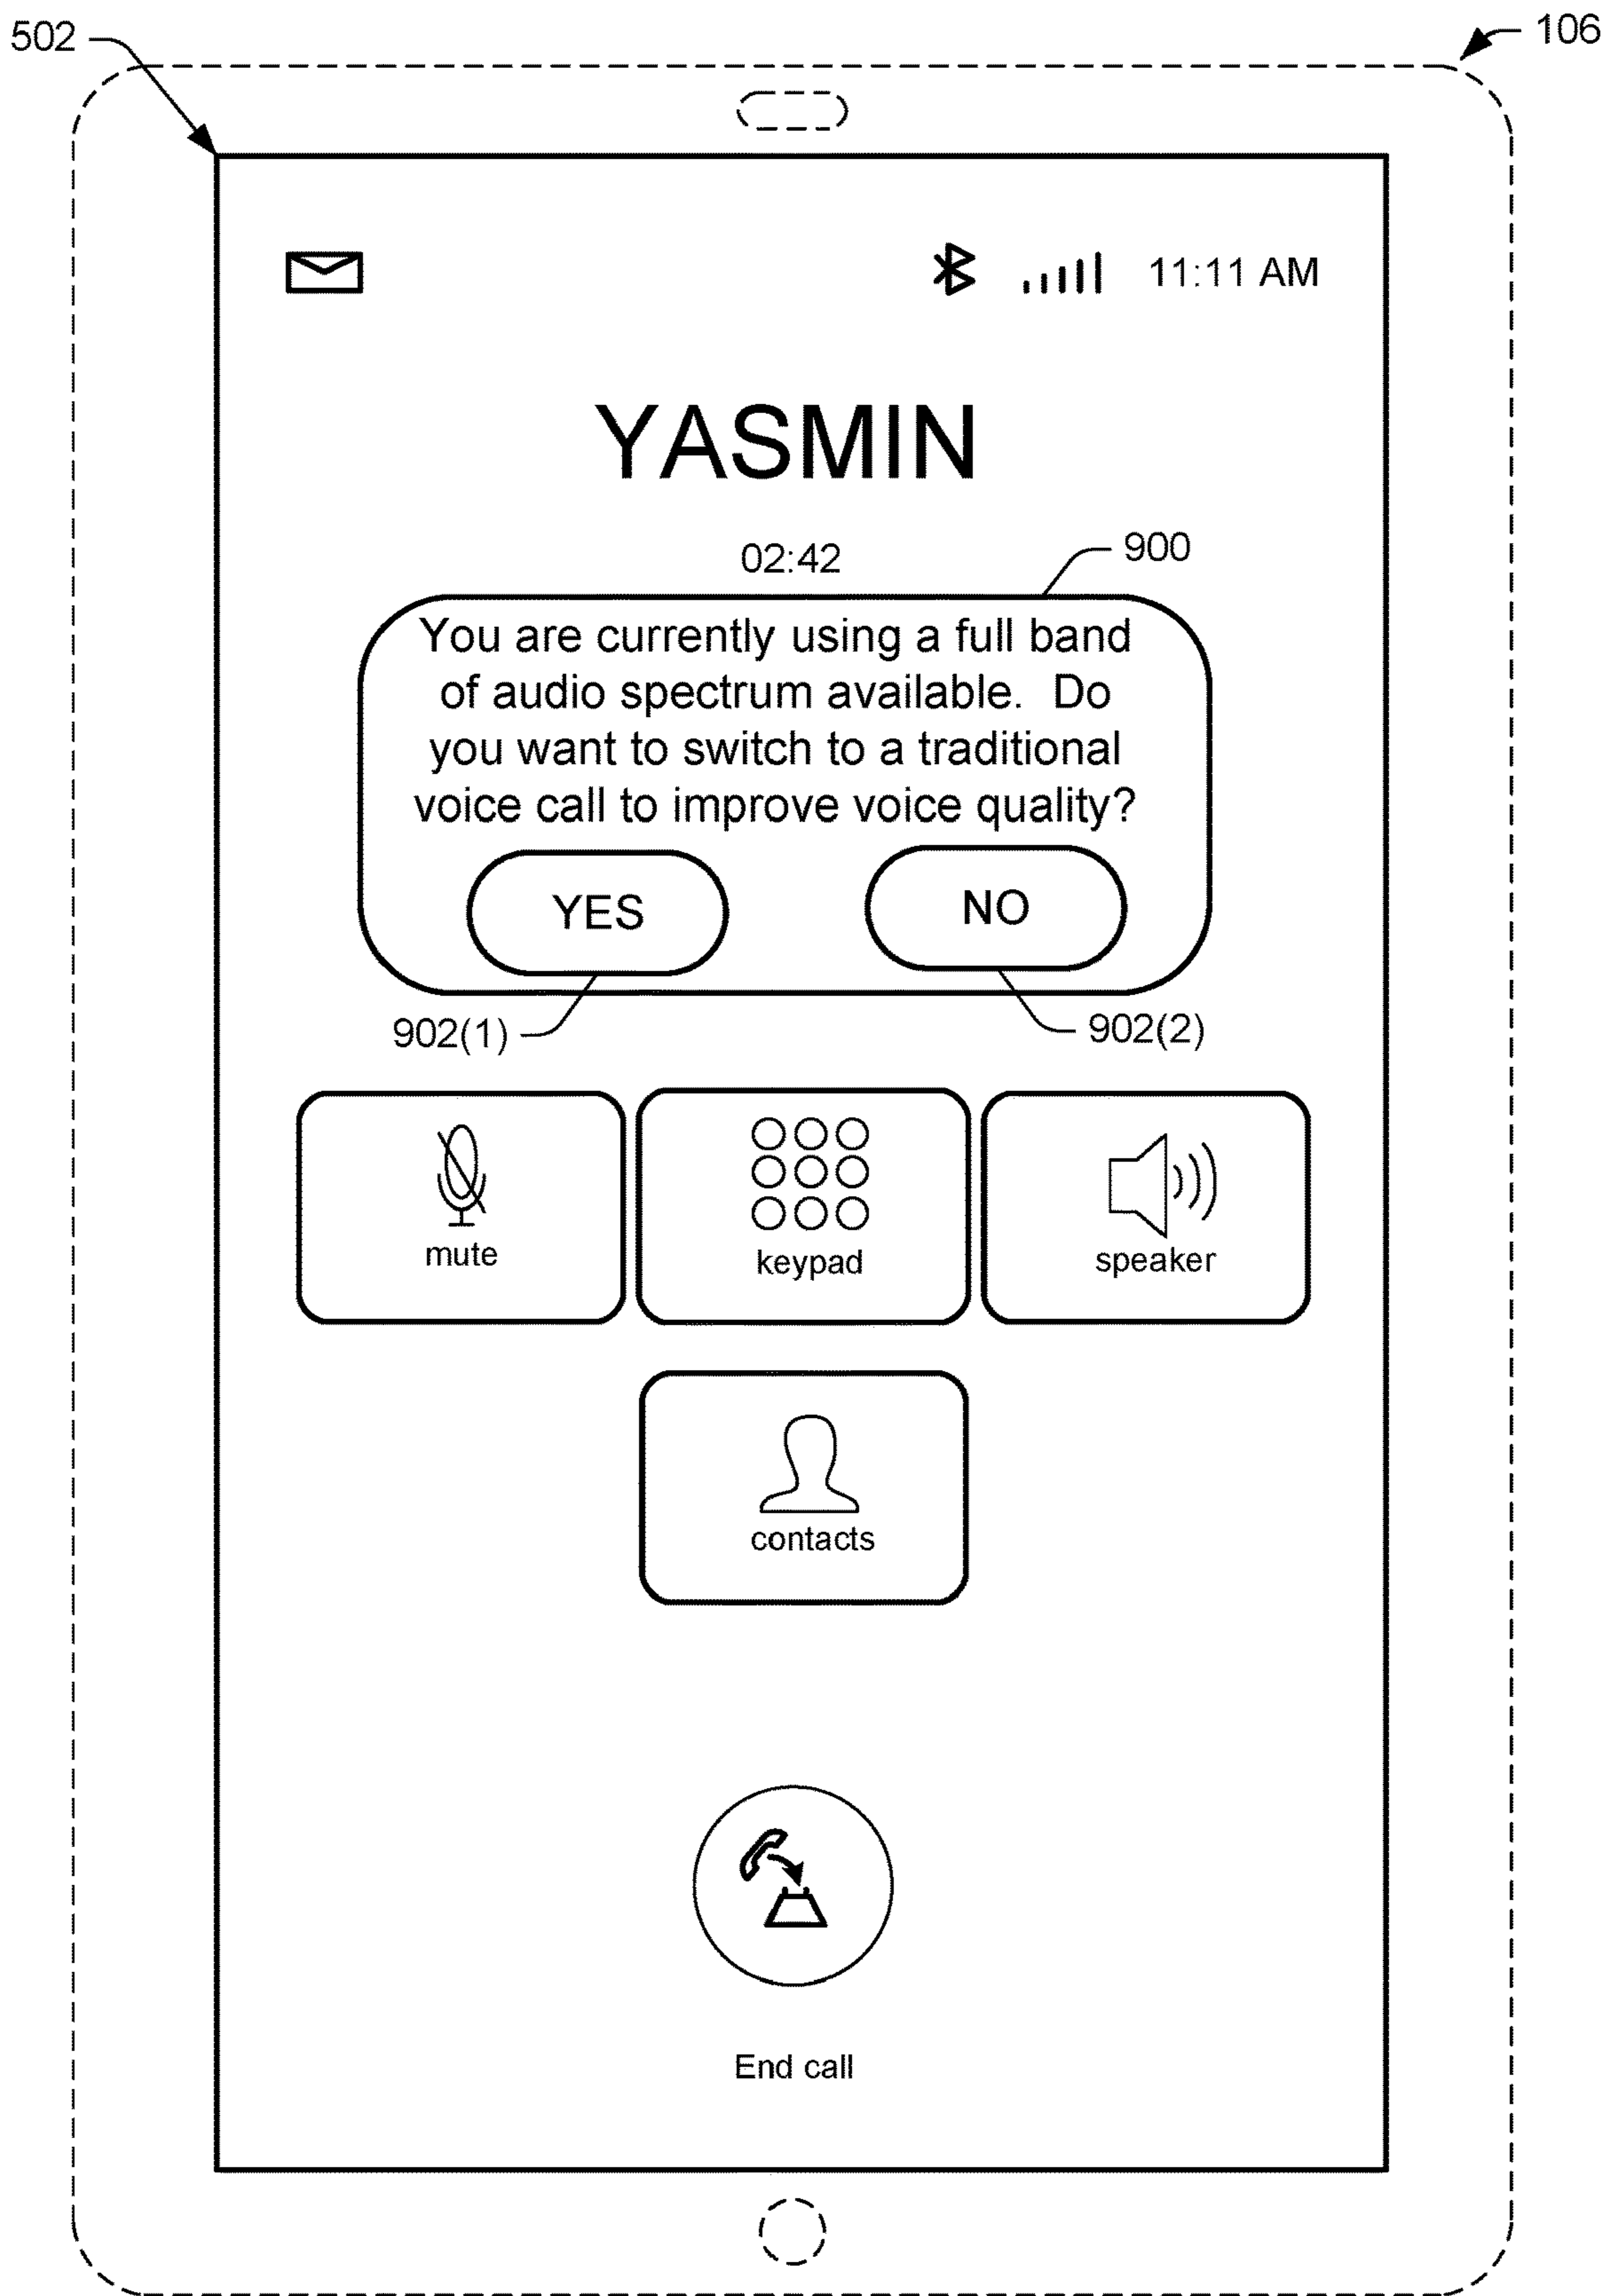 502
106
11:11 AM
YASMIN
02:42
900
You are currently using a full band
of audio spectrum available. Do
you want to switch to a traditional
voice call to improve voice quality?
YES
NO
902(1)
902(2)
mute
keypad
speaker
contacts
End call